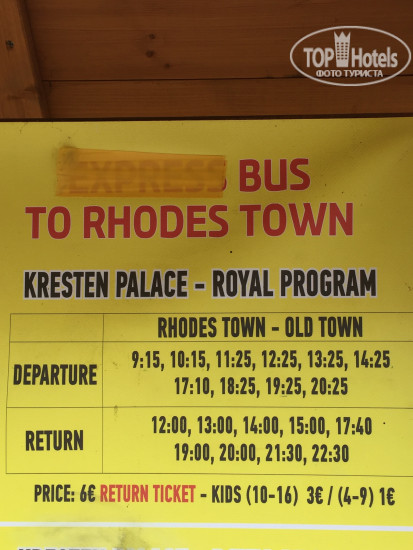 TOP Hotels
ФОТО ТУРИСТА
EXPRESS BUS
TO RHODES TOWN
KRESTEN PALACE - ROYAL PROGRAM
RHODES TOWN - OLD TOWN
DEPARTURE
9:15, 10:15, 11:25, 12:25, 13:25, 14:25
17:10, 18:25, 19:25, 20:25
RETURN
12:00, 13:00, 14:00, 15:00, 17:40
19:00, 20:00, 21:30, 22:30
PRICE: 6€ RETURN TICKET - KIDS (10-16) 3€ / (4-9) 1€